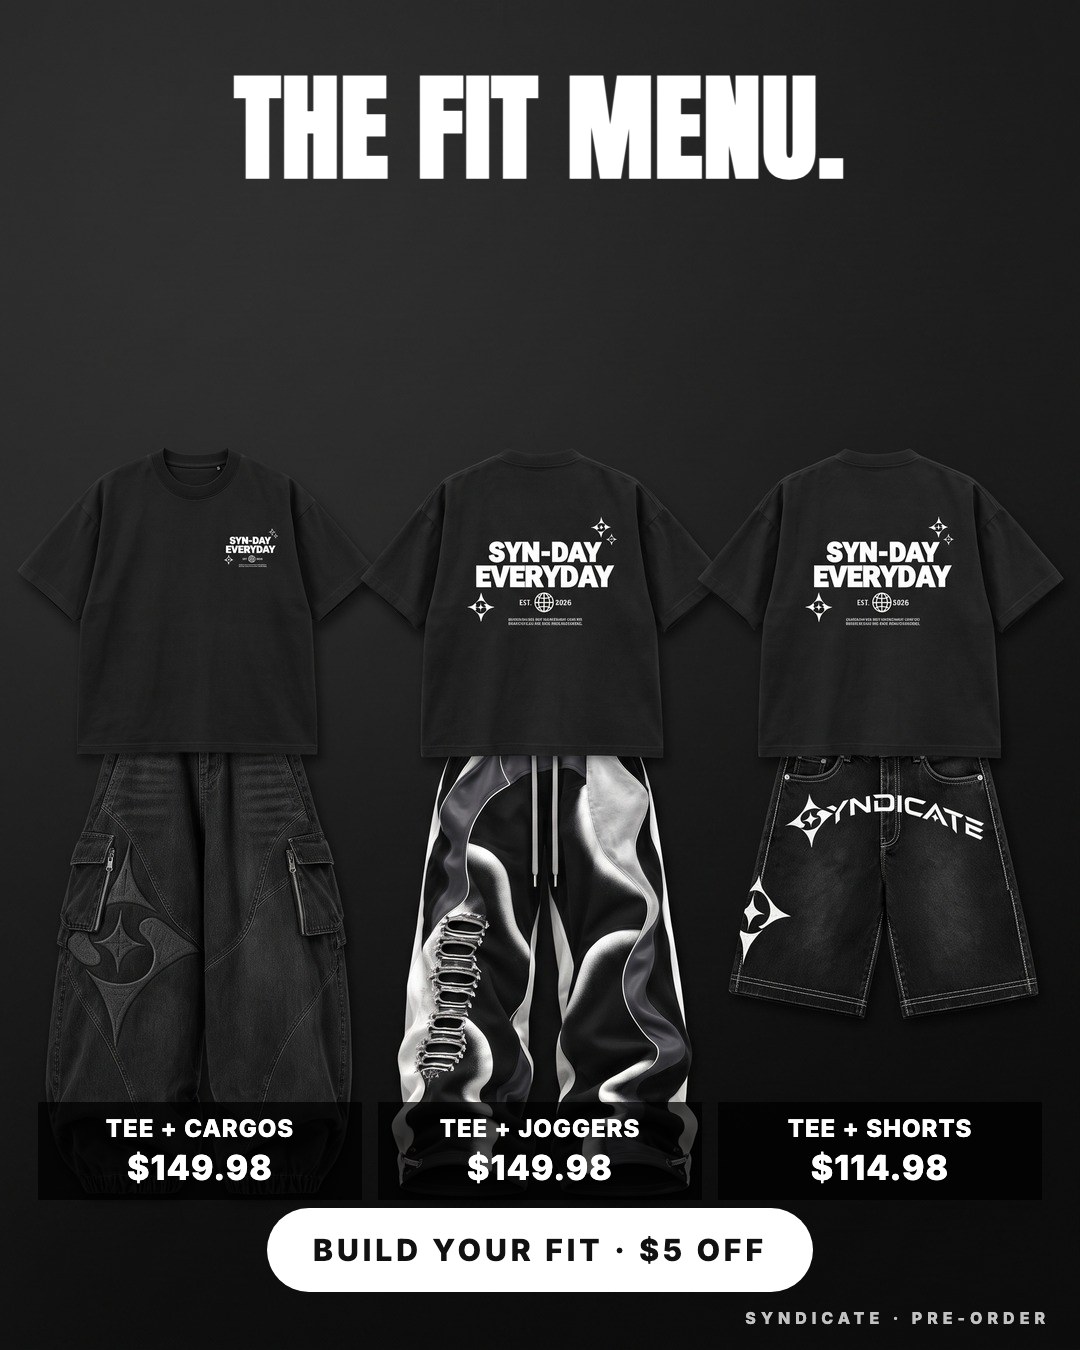 THE FIT MENU.
SYN-DAY
EVERYDAY
SYN-DAY
EVERYDAY
EST. 2026
SYN-DAY
EVERYDAY
EST. S026
SYNDICATE
TEE + CARGOS
$149.98
TEE + JOGGERS
$149.98
TEE + SHORTS
$114.98
BUILD YOUR FIT · $5 OFF
SYNDICATE · PRE-ORDER